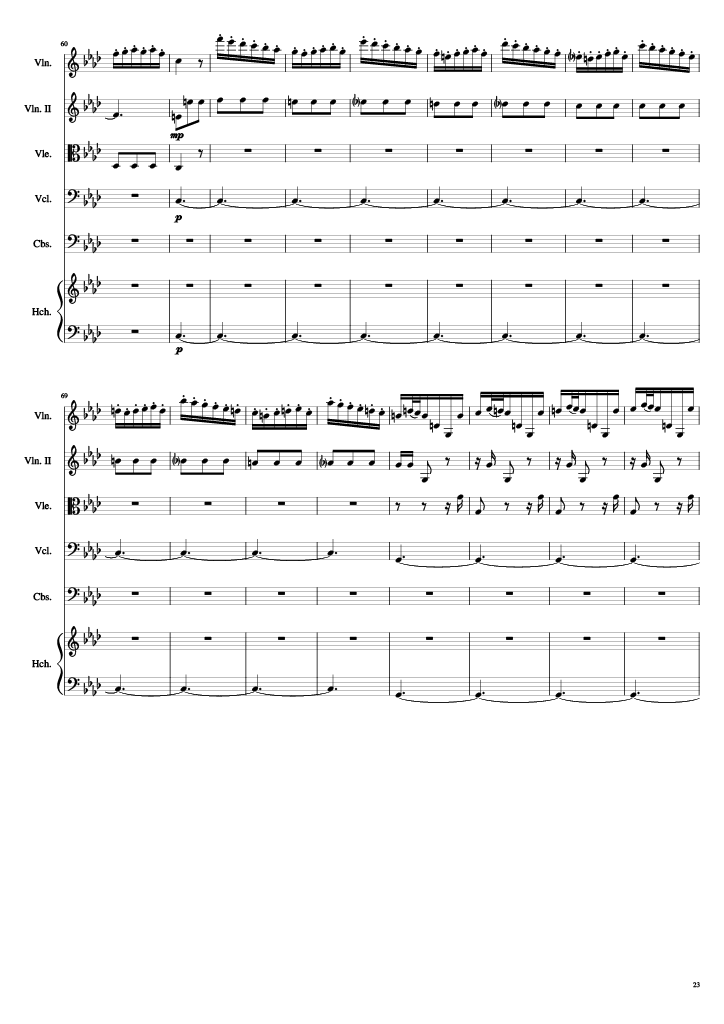 60
Vln.
Vln. II
mp
Vle.
Vcl.
p
Cbs.
Hch.
p
69
Vln.
Vln. II
Vle.
Vcl.
Cbs.
Hch.
23